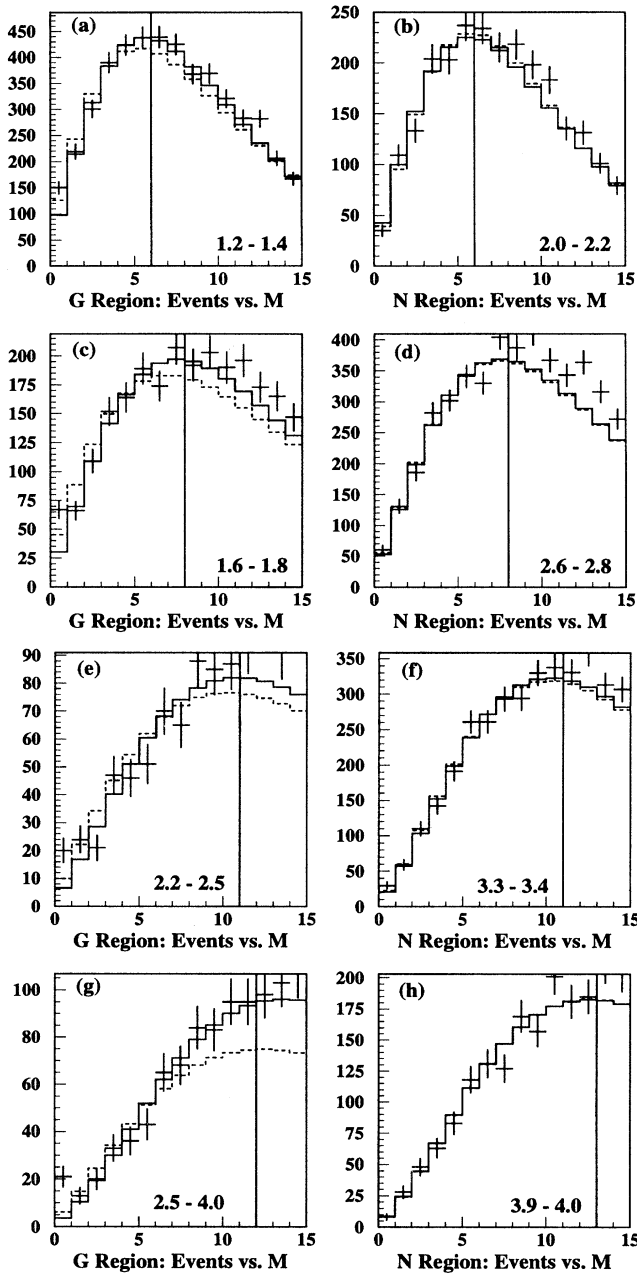 (a)
450
400
350
300
250
200
150
100
50
0
0 5 10 15
1.2 - 1.4
G Region: Events vs. M
(b)
250
200
150
100
50
0
0 5 10 15
2.0 - 2.2
N Region: Events vs. M
(c)
200
175
150
125
100
75
50
25
0
0 5 10 15
1.6 - 1.8
G Region: Events vs. M
(d)
400
350
300
250
200
150
100
50
0
0 5 10 15
2.6 - 2.8
N Region: Events vs. M
(e)
90
80
70
60
50
40
30
20
10
0
0 5 10 15
2.2 - 2.5
G Region: Events vs. M
(f)
350
300
250
200
150
100
50
0
0 5 10 15
3.3 - 3.4
N Region: Events vs. M
(g)
100
80
60
40
20
0
0 5 10 15
2.5 - 4.0
G Region: Events vs. M
(h)
200
175
150
125
100
75
50
25
0
0 5 10 15
3.9 - 4.0
N Region: Events vs. M